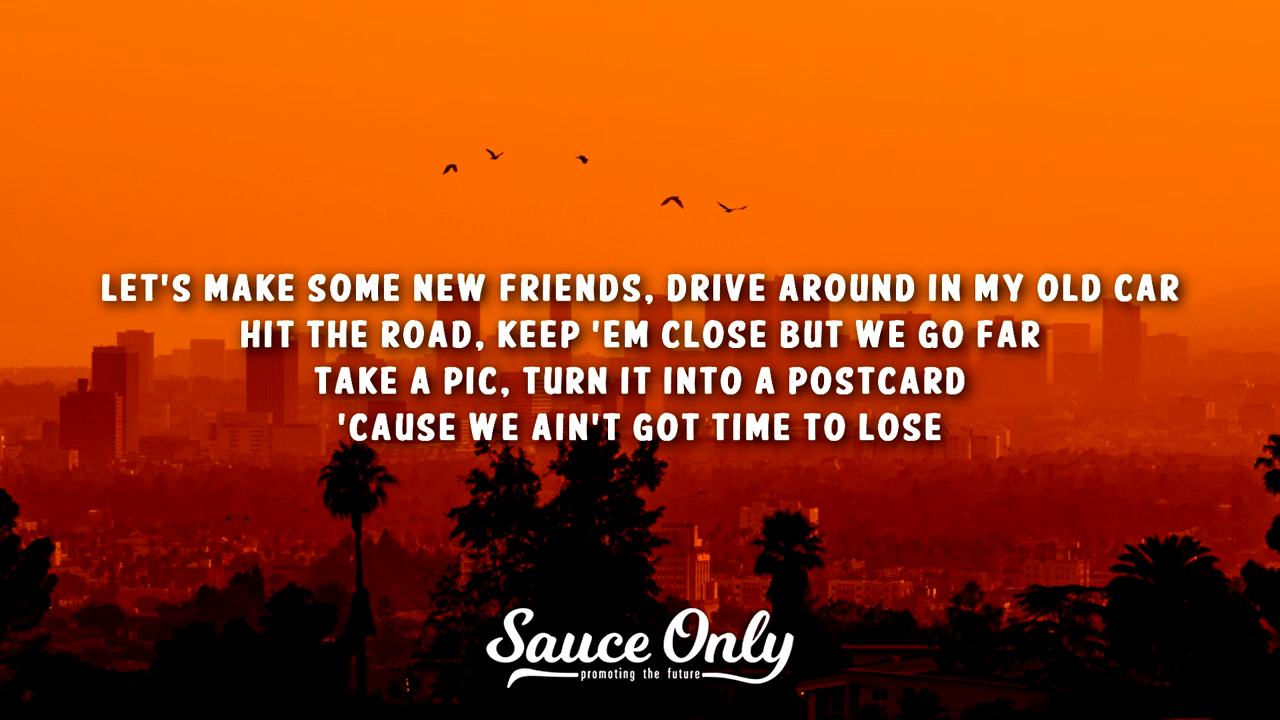 LET'S MAKE SOME NEW FRIENDS, DRIVE AROUND IN MY OLD CAR
HIT THE ROAD, KEEP 'EM CLOSE BUT WE GO FAR
TAKE A PIC, TURN IT INTO A POSTCARD
'CAUSE WE AIN'T GOT TIME TO LOSE
Sauce Only
promoting the future